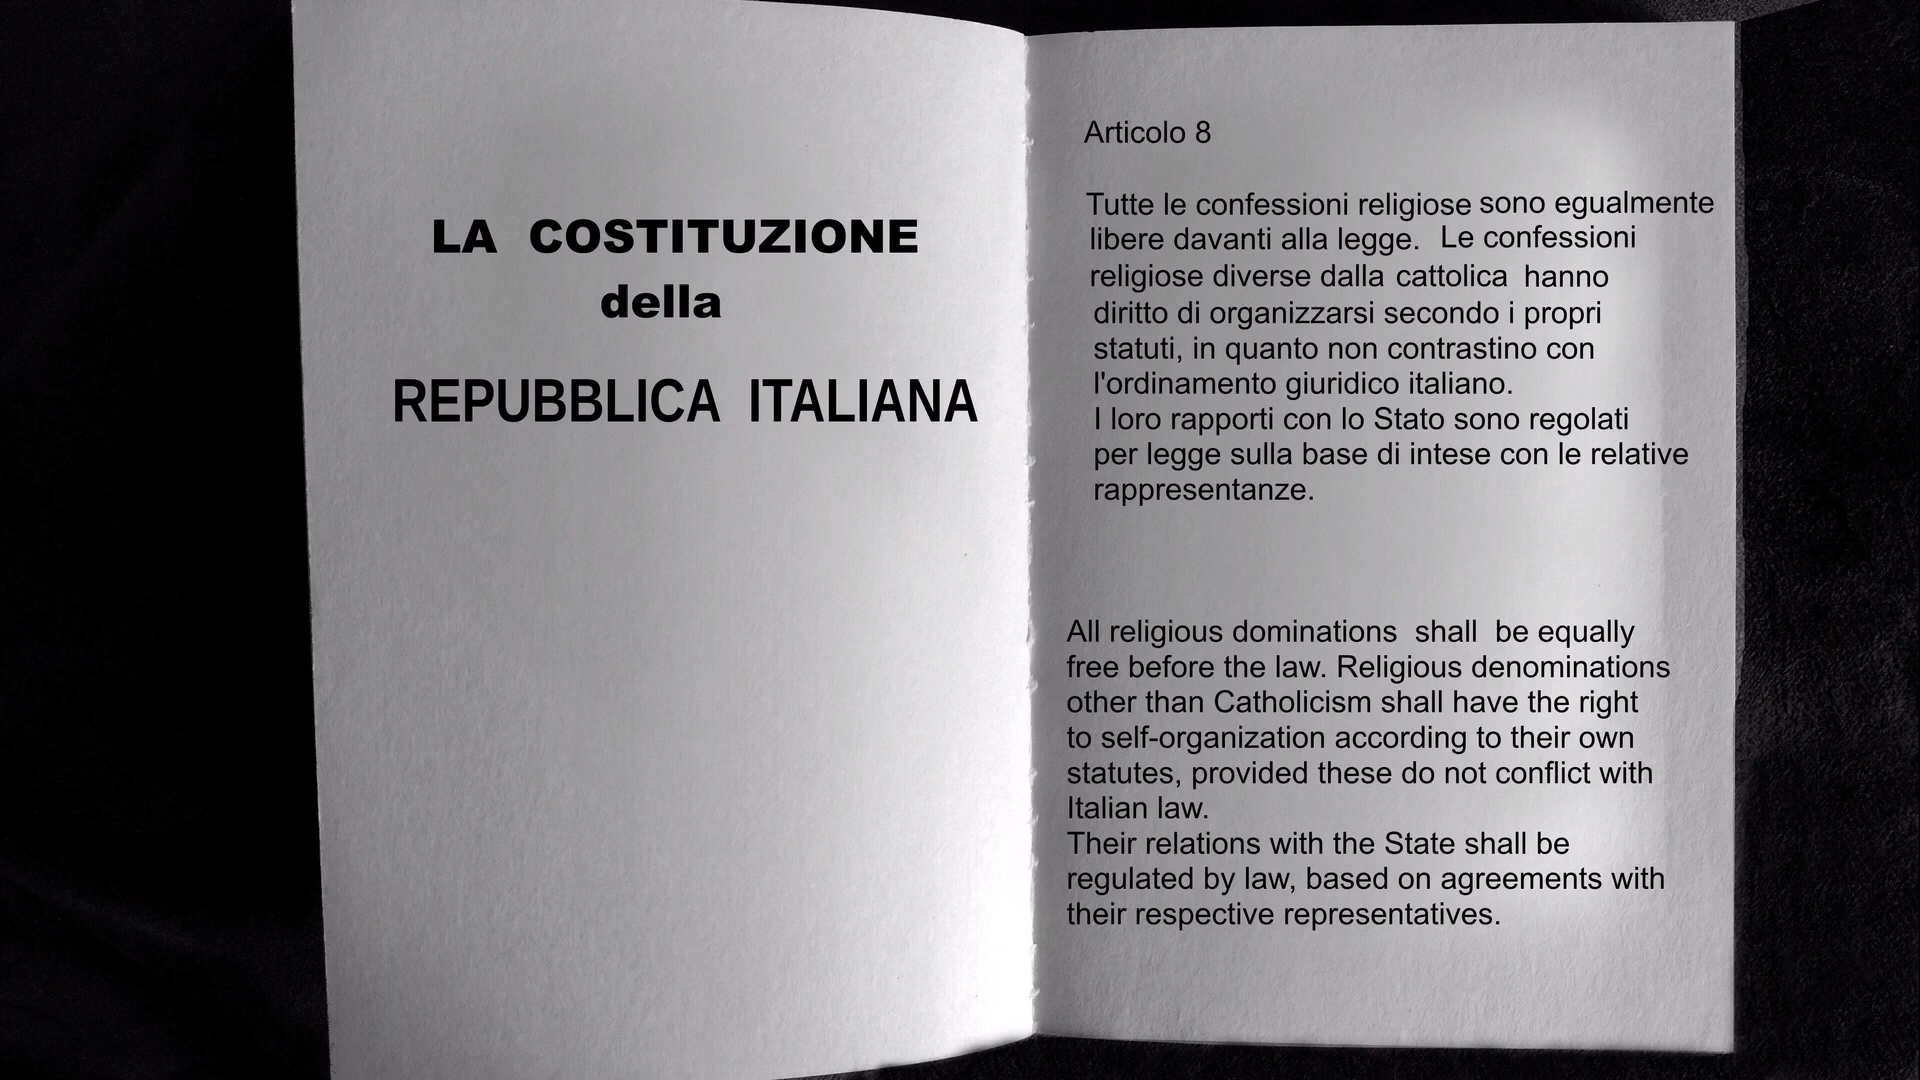 LA COSTITUZIONE
della
REPUBBLICA ITALIANA
Articolo 8
Tutte le confessioni religiose sono egualmente
libere davanti alla legge. Le confessioni
religiose diverse dalla cattolica hanno
diritto di organizzarsi secondo i propri
statuti, in quanto non contrastino con
l'ordinamento giuridico italiano.
I loro rapporti con lo Stato sono regolati
per legge sulla base di intese con le relative
rappresentanze.
All religious dominations shall be equally
free before the law. Religious denominations
other than Catholicism shall have the right
to self-organization according to their own
statutes, provided these do not conflict with
Italian law.
Their relations with the State shall be
regulated by law, based on agreements with
their respective representatives.